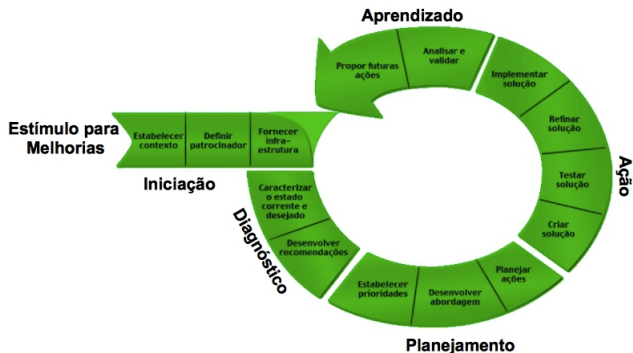 Aprendizado
Propor futuras
ações
Analisar e
validar
Implementar
solução
Refinar
solução
Testar
solução
Criar
solução
Ação
Estímulo para
Melhorias
Estabelecer
contexto
Definir
patrocinador
Fornecer
infra-
estrutura
Iniciação
Caracterizar
o estado
corrente e
desejado
Desenvolver
recomendações
Diagnóstico
Estabelecer
prioridades
Desenvolver
abordagem
Planejar
ações
Planejamento